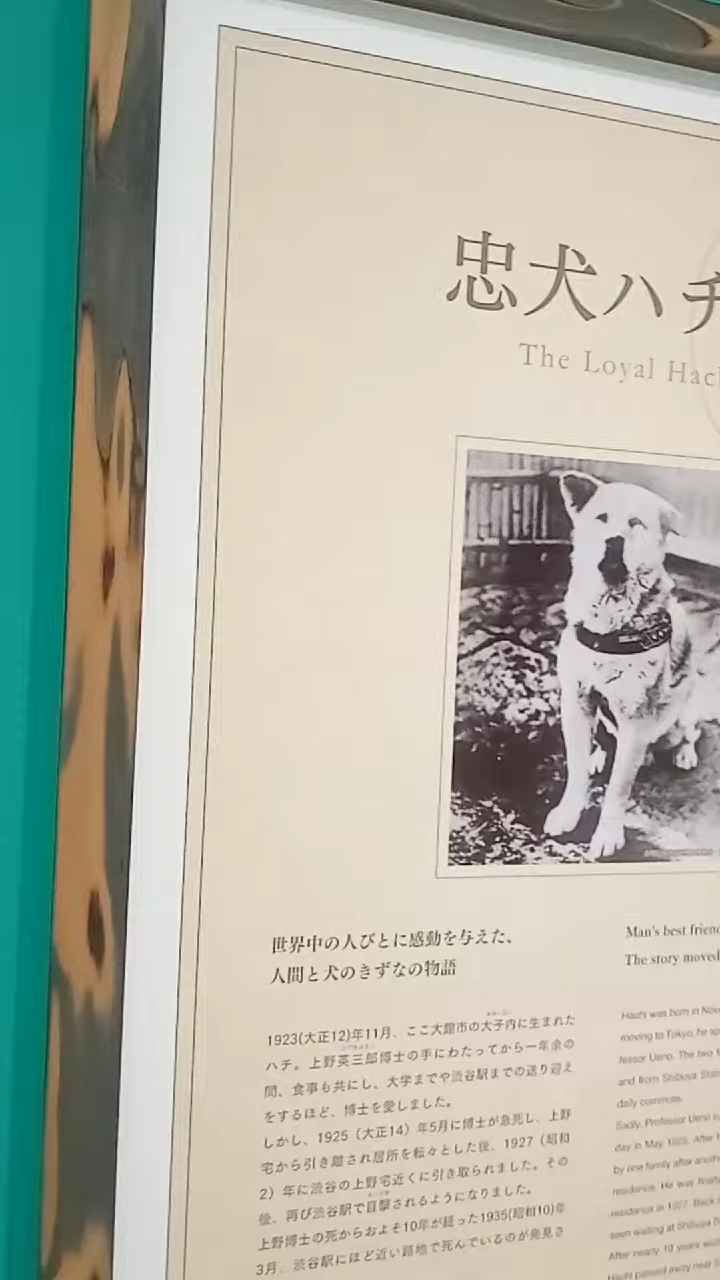 忠犬ハチ
The Loyal
世界中の人びとに感動を与えた、
人間と犬のきずなの物語
1923(大正12)年11月、ここ大館市の大子内に生まれた
ハチ。上野英三郎博士の手にわたってから一年余の
間、食事も共にし、大学までや渋谷駅までの送り迎え
をするほど、博士を愛しました。
しかし、1925（大正14）年5月に博士が急死し、上野
宅から引き離され居所を転々とした後、1927（昭和
2）年に渋谷の上野宅近くに引き取られました。その
後、再び渋谷駅で目撃されるようになりました。
上野博士の死からおよそ10年が経った1935(昭和10)年
3月、渋谷駅にほど近い路地で死んでいるのが発見さ
Man's best
The story moved
Hachi was born in
moving to Tokyo, he
fessor Ueno. The two
and from Shibuya
daily commute.
Sadly, Professor Ueno
day in May 1925. After
by one family after
residence. He was
residence in 1927.
seen waiting at Shibuya
After nearly 10 years
Hachi passed away near